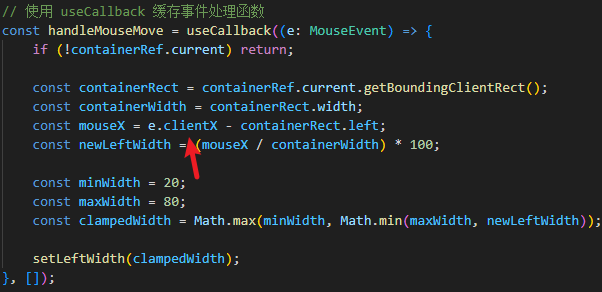 // 使用 useCallback 缓存事件处理函数
const handleMouseMove = useCallback((e: MouseEvent) => {
if (!containerRef.current) return;
const containerRect = containerRef.current.getBoundingClientRect();
const containerWidth = containerRect.width;
const mouseX = e.clientX - containerRect.left;
const newLeftWidth = (mouseX / containerWidth) * 100;
const minWidth = 20;
const maxWidth = 80;
const clampedWidth = Math.max(minWidth, Math.min(maxWidth, newLeftWidth));
setLeftWidth(clampedWidth);
}, []);